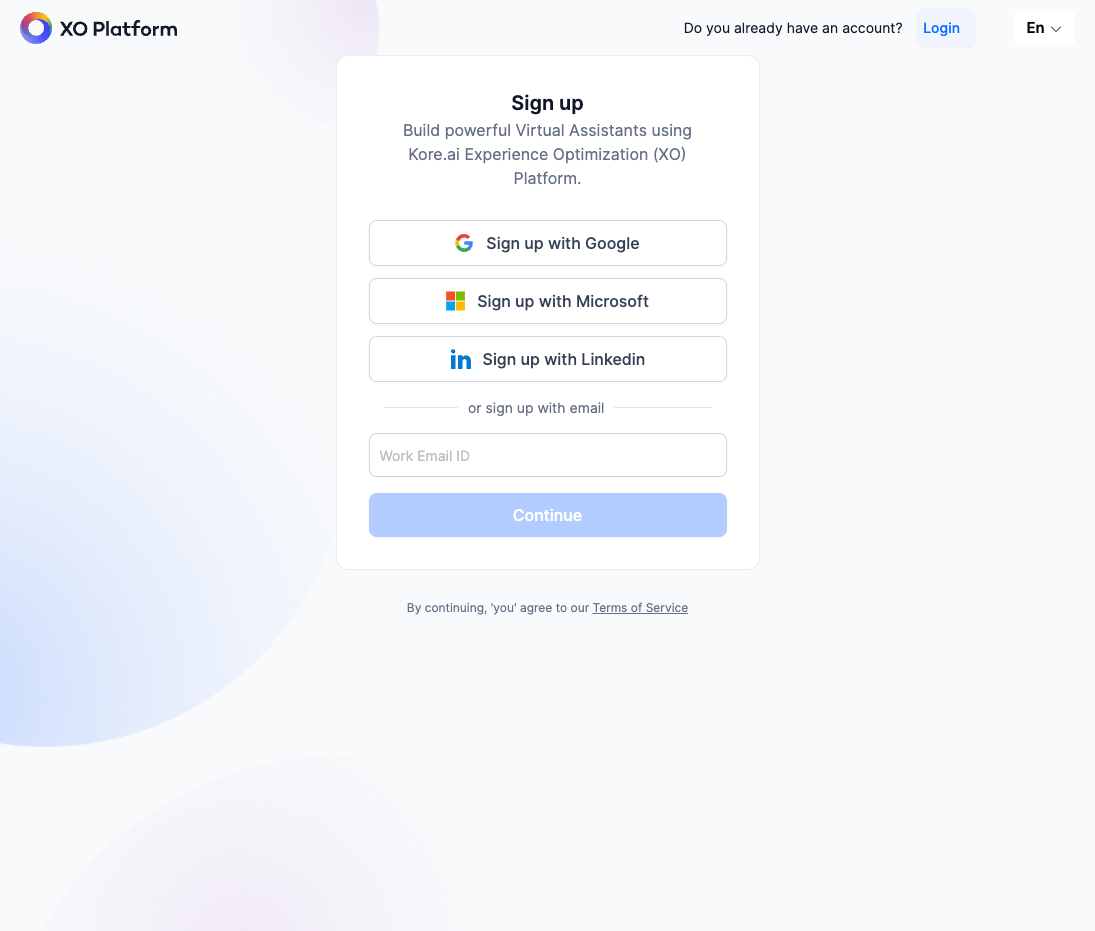 XO Platform
Do you already have an account?
Login
En
Sign up
Build powerful Virtual Assistants using
Kore.ai Experience Optimization (XO)
Platform.
Sign up with Google
Sign up with Microsoft
in Sign up with Linkedin
or sign up with email
Work Email ID
Continue
By continuing, 'you' agree to our Terms of Service